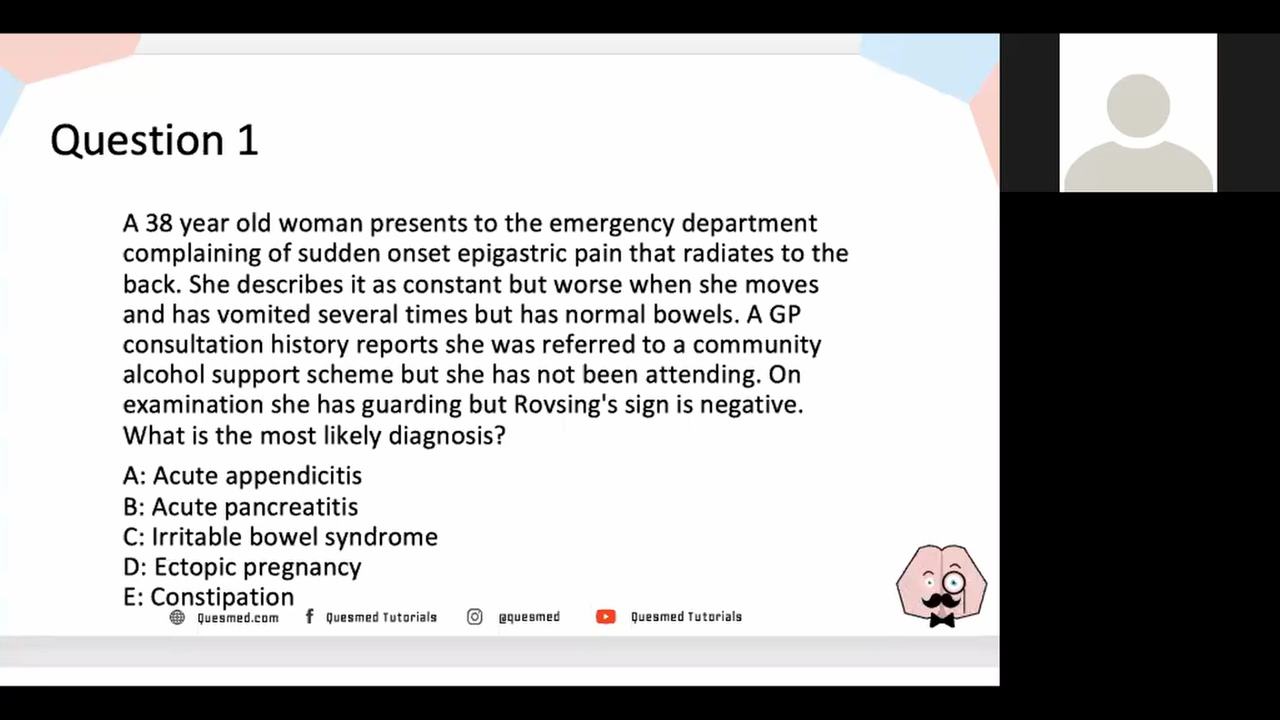 Question 1
A 38 year old woman presents to the emergency department
complaining of sudden onset epigastric pain that radiates to the
back. She describes it as constant but worse when she moves
and has vomited several times but has normal bowels. A GP
consultation history reports she was referred to a community
alcohol support scheme but she has not been attending. On
examination she has guarding but Rovsing's sign is negative.
What is the most likely diagnosis?
A: Acute appendicitis
B: Acute pancreatitis
C: Irritable bowel syndrome
D: Ectopic pregnancy
E: Constipation
Quesmed.com Quesmed Tutorials @quesmed Quesmed Tutorials